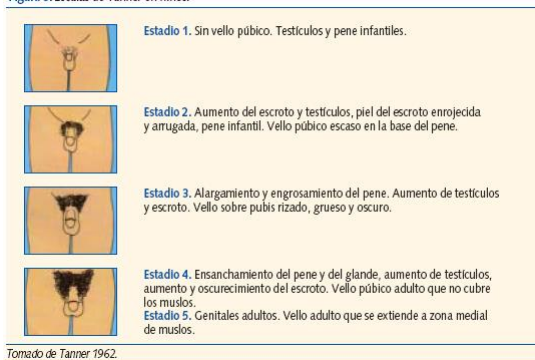 Estadio 1. Sin vello púbico. Testículos y pene infantiles.
Estadio 2. Aumento del escroto y testículos, piel del escroto enrojecida
y arrugada, pene infantil. Vello púbico escaso en la base del pene.
Estadio 3. Alargamiento y engrosamiento del pene. Aumento de testículos
y escroto. Vello sobre pubis rizado, grueso y oscuro.
Estadio 4. Ensanchamiento del pene y del glande, aumento de testículos,
aumento y oscurecimiento del escroto. Vello púbico adulto que no cubre
los muslos.
Estadio 5. Genitales adultos. Vello adulto que se extiende a zona medial
de muslos.
Tomado de Tanner 1962.